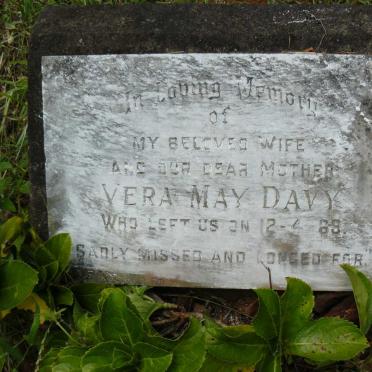 In Loving Memory
of
MY BELOVED WIFE
AND OUR DEAR MOTHER
VERA MAY DAVY
WHO LEFT US ON 12-4-69.
SADLY MISSED AND LONGED FOR"